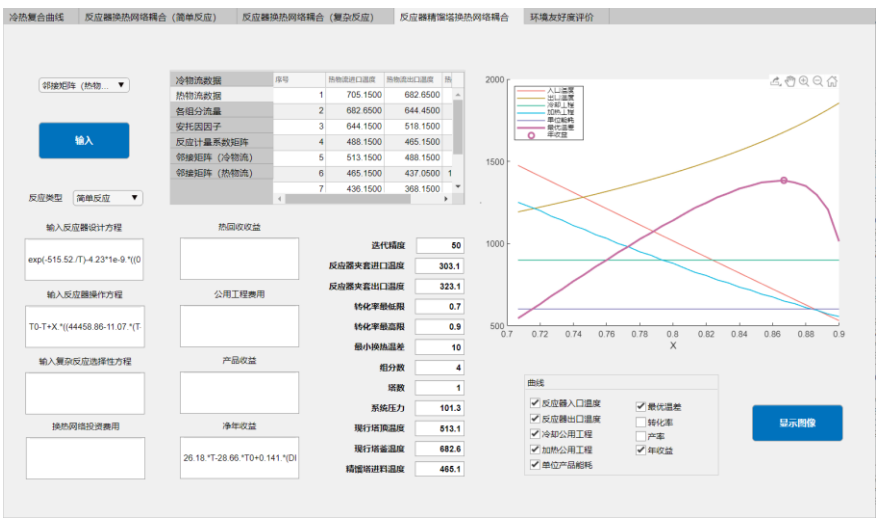 冷热复合曲线 反应器换热网络耦合（简单反应） 反应器换热网络耦合（复杂反应） 反应器精馏塔换热网络耦合 环境友好度评价
邻接矩阵（热物... ▼
输入
反应类型 简单反应 ▼
冷物流数据
热物流数据
各组分流量
安托因因子
反应计量系数矩阵
邻接矩阵（冷物流）
邻接矩阵（热物流）
序号 热物流进口温度 热物流出口温度 热
1 705.1500 682.6500
2 682.6500 644.4500
3 644.1500 518.1500
4 488.1500 465.1500
5 513.1500 488.1500
6 465.1500 437.0500 1
7 436.1500 368.1500
输入反应器设计方程
exp(-515.52./T)-4.23*1e-9.*((0
输入反应器操作方程
T0-T+X.*((44458.86-11.07.*(T-
输入复杂反应选择性方程
换热网络投资费用
热回收收益
公用工程费用
产品收益
净年收益
26.18.*T-28.66.*T0+0.141.*(DI
迭代精度 50
反应器夹套进口温度 303.1
反应器夹套出口温度 323.1
转化率最低限 0.7
转化率最高限 0.9
最小换热温差 10
组分数 4
塔数 1
系统压力 101.3
现行塔顶温度 513.1
现行塔釜温度 682.6
精馏塔进料温度 465.1
入口温度
出口温度
冷却工程
加热工程
单位能耗
最优温差
年收益
2000
1500
1000
500
0.7 0.72 0.74 0.76 0.78 0.8 0.82 0.84 0.86 0.88 0.9
X
曲线
反应器入口温度
反应器出口温度
冷却公用工程
加热公用工程
单位产品能耗
最优温差
转化率
产率
年收益
显示图像